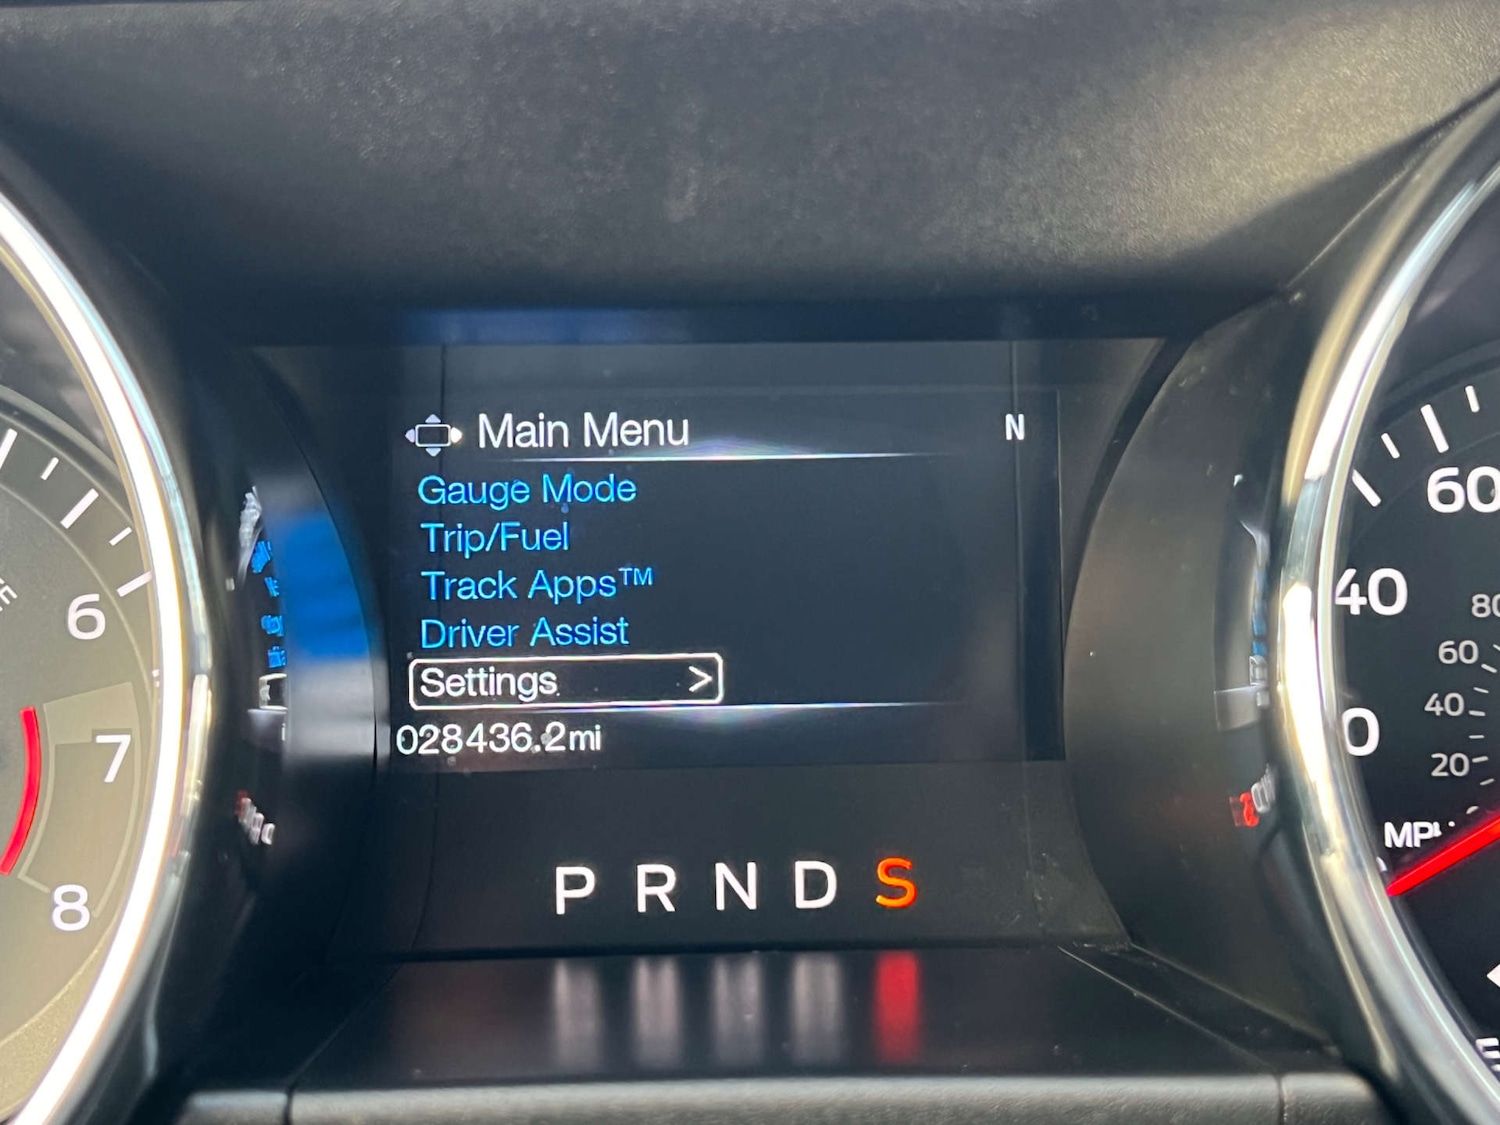 Main Menu
N
Gauge Mode
Trip/Fuel
Track Apps™
Driver Assist
Settings >
028436.2mi
P R N D S
6
7
8
60
40
80
60
40
20
MPH